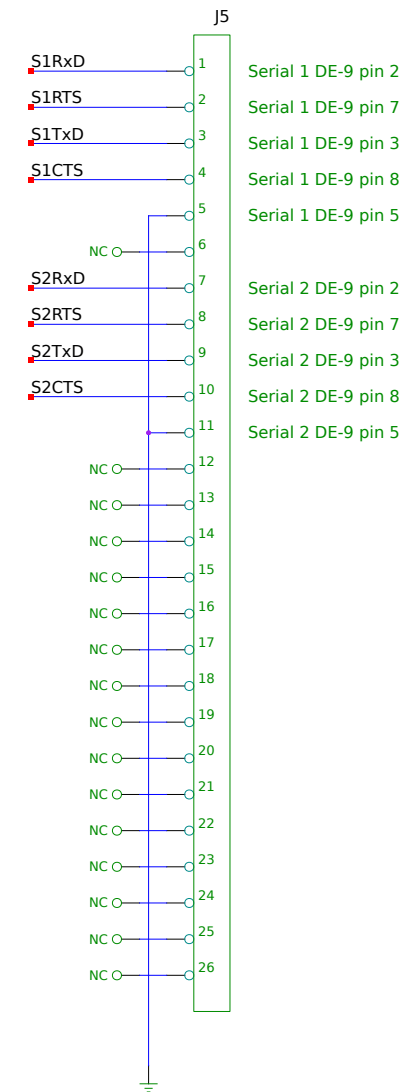 J5
S1RxD 1 Serial 1 DE-9 pin 2
S1RTS 2 Serial 1 DE-9 pin 7
S1TxD 3 Serial 1 DE-9 pin 3
S1CTS 4 Serial 1 DE-9 pin 8
5 Serial 1 DE-9 pin 5
NC 6
S2RxD 7 Serial 2 DE-9 pin 2
S2RTS 8 Serial 2 DE-9 pin 7
S2TxD 9 Serial 2 DE-9 pin 3
S2CTS 10 Serial 2 DE-9 pin 8
11 Serial 2 DE-9 pin 5
NC 12
NC 13
NC 14
NC 15
NC 16
NC 17
NC 18
NC 19
NC 20
NC 21
NC 22
NC 23
NC 24
NC 25
NC 26